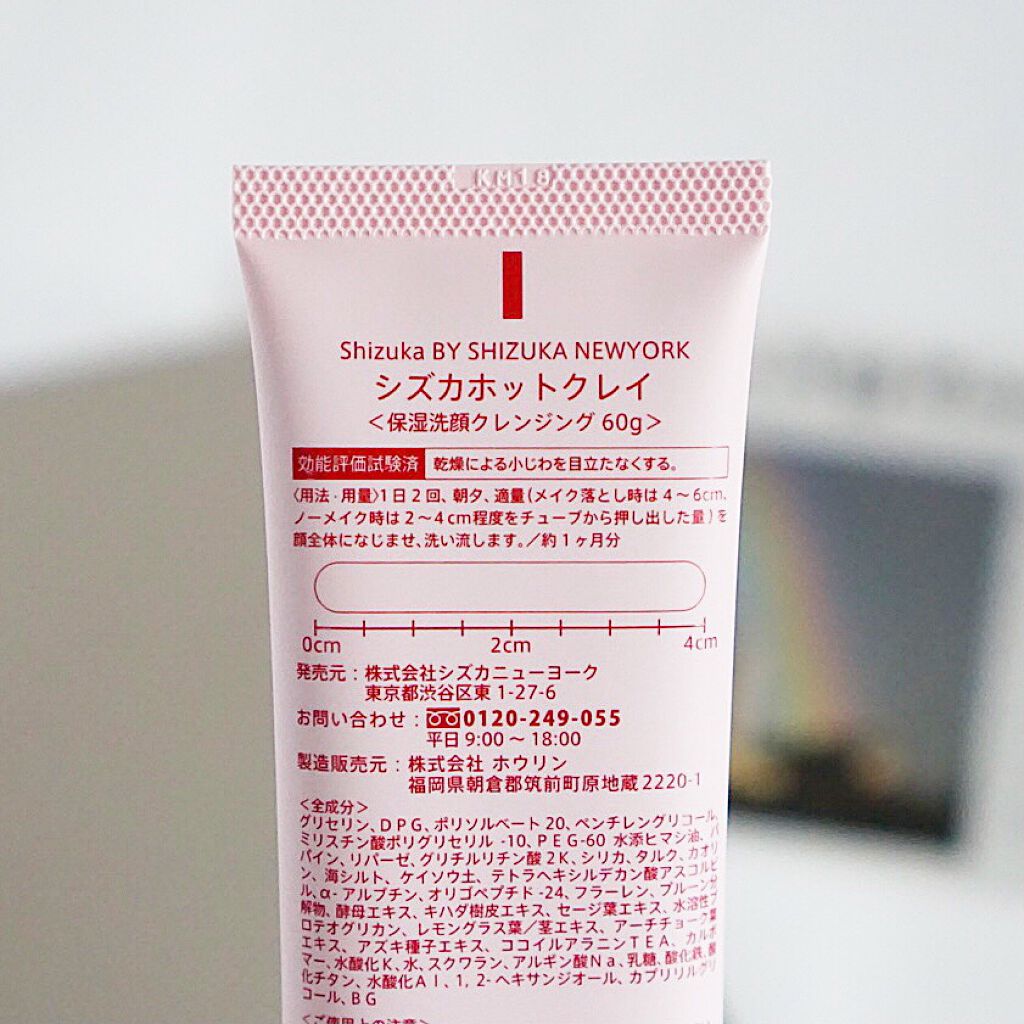 KM18
Shizuka BY SHIZUKA NEWYORK
シズカホットクレイ
＜保湿洗顔クレンジング 60g＞
効能評価試験済 乾燥による小じわを目立たなくする。
〈用法・用量〉1日2回、朝夕、適量(メイク落とし時は4～6cm、
ノーメイク時は2～4cm程度をチューブから押し出した量)を
顔全体になじませ、洗い流します。／約1ヶ月分
0cm 2cm 4cm
発売元：株式会社シズカニューヨーク
東京都渋谷区東 1-27-6
お問い合わせ：0120-249-055
平日 9:00 ～ 18:00
製造販売元：株式会社 ホウリン
福岡県朝倉郡筑前町原地蔵 2220-1
＜全成分＞
グリセリン、DPG、ポリソルベート20、ペンチレングリコール、
ミリスチン酸ポリグリセリル -10、PEG-60 水添ヒマシ油、パ
パイン、リパーゼ、グリチルリチン酸2K、シリカ、タルク、カオリ
ン、海シルト、ケイソウ土、テトラヘキシルデカン酸アスコルビ
ル、α-アルブチン、オリゴペプチド-24、フラーレン、プルーン分
解物、酵母エキス、キハダ樹皮エキス、セージ葉エキス、水溶性プ
ロテオグリカン、レモングラス葉／茎エキス、アーチチョーク葉
エキス、アズキ種子エキス、ココイルアラニンTEA、カルボ
マー、水酸化K、水、スクワラン、アルギン酸Na、乳糖、酸化鉄、酸
化チタン、水酸化Al、1,2-ヘキサンジオール、カプリリルグリ
コール、BG
＜ご使用上の注意＞